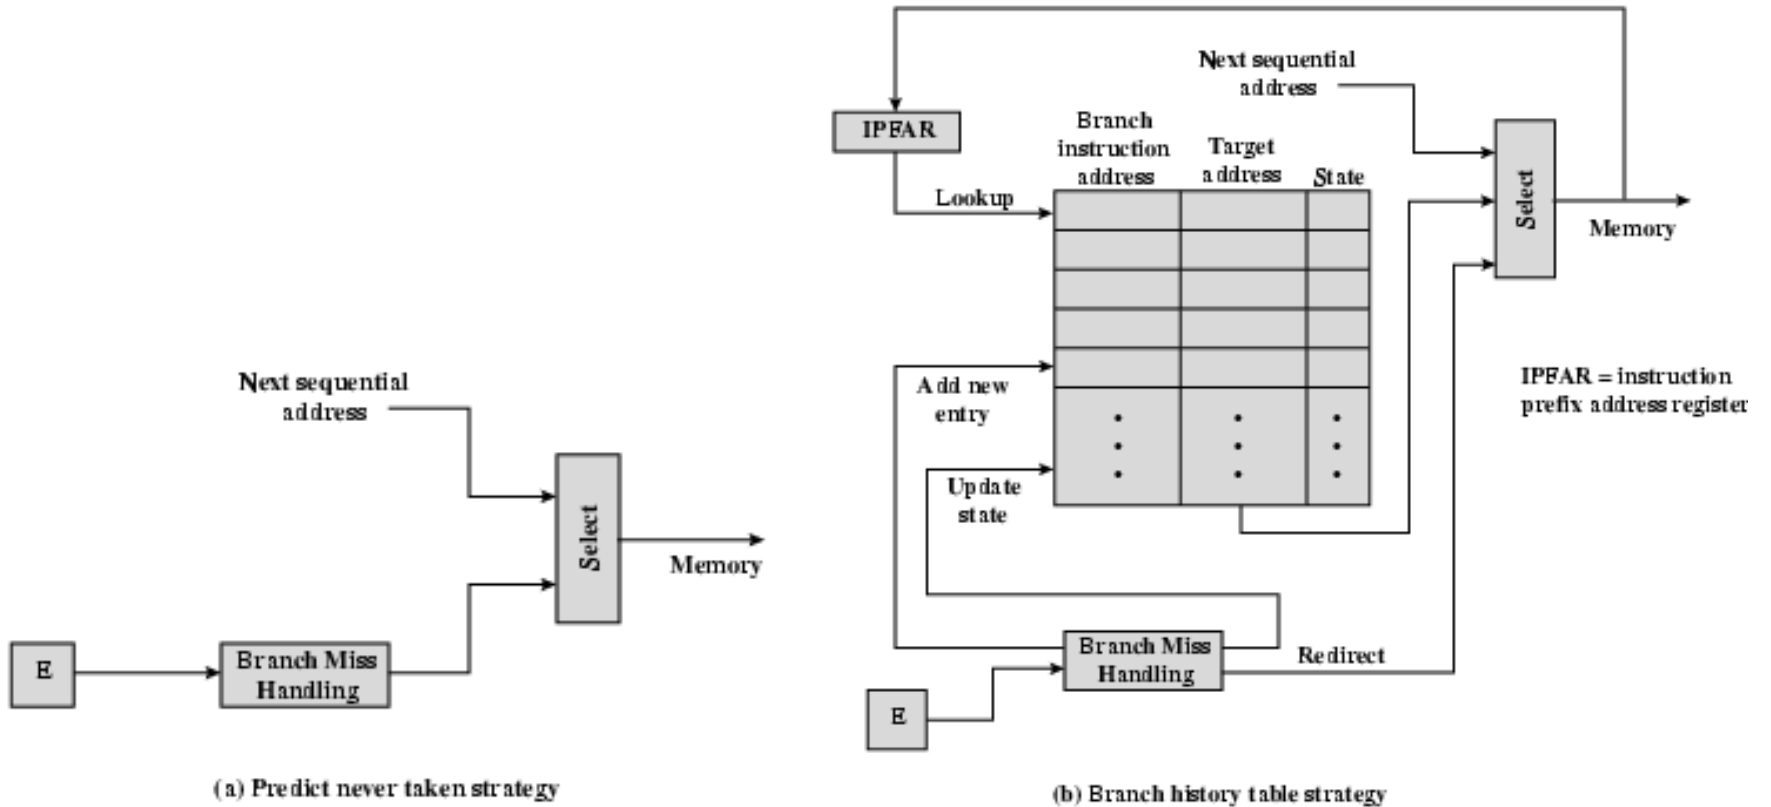 Next sequential
address
Select
Memory
E
Branch Miss
Handling
(a) Predict never taken strategy
Next sequential
address
IPFAR
Branch
instruction
address
Target
address
State
Lookup
Select
Memory
Add new
entry
IPFAR = instruction
prefix address register
Update
state
Branch Miss
Handling
Redirect
E
(b) Branch history table strategy